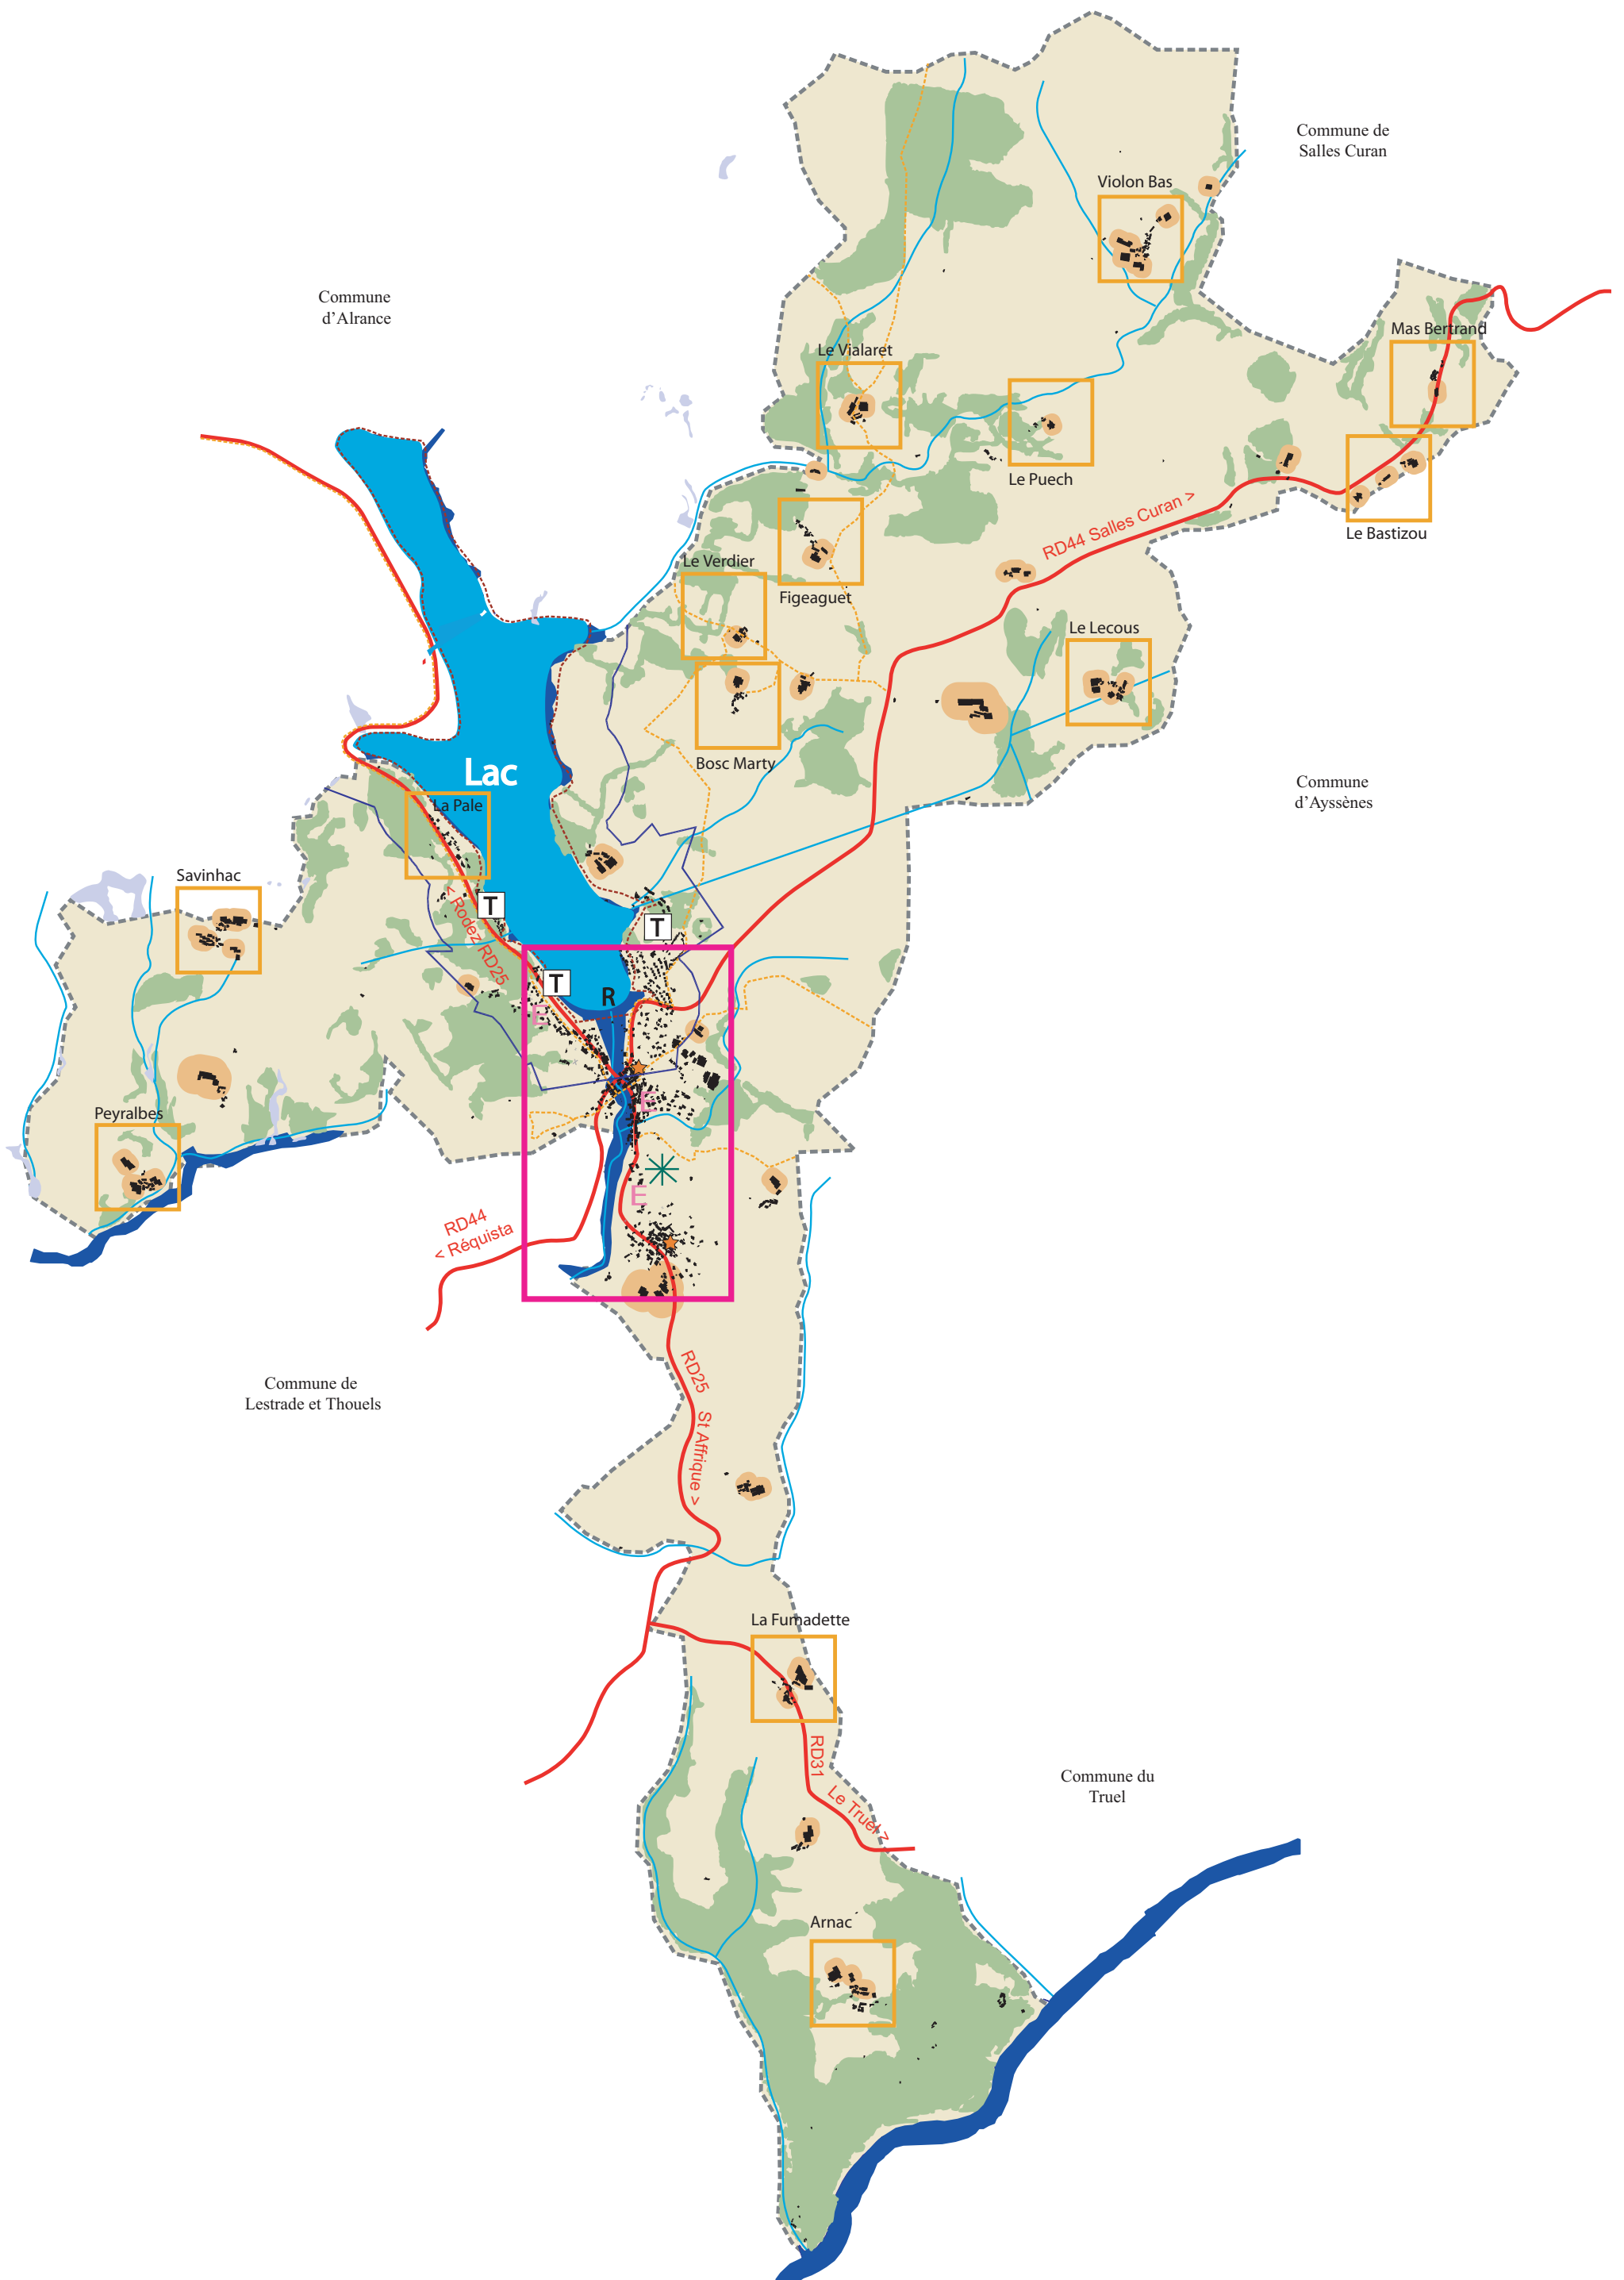 Commune de
Salles Curan
Violon Bas
Commune
d'Alrance
Mas Bertrand
Le Vialaret
Le Puech
RD44 Salles Curan >
Le Bastizou
Le Verdier
Figeaguet
Le Lecous
Bosc Marty
Lac
Commune
d'Ayssènes
La Pale
Savinhac
< Rodez RD25
T
T
T
R
E
Peyralbes
E
E
RD44
< Réquista
Commune de
Lestrade et Thouels
RD25
St Affrique >
La Fumadette
RD31
Le Truel >
Commune du
Truel
Arnac